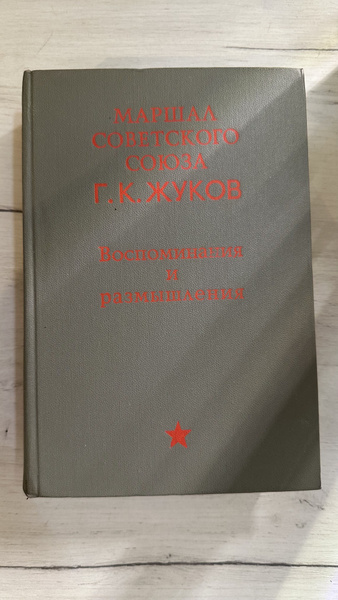 МАРШАЛ
СОВЕТСКОГО
СОЮЗА
Г.К.ЖУКОВ
Воспоминания
и
размышления